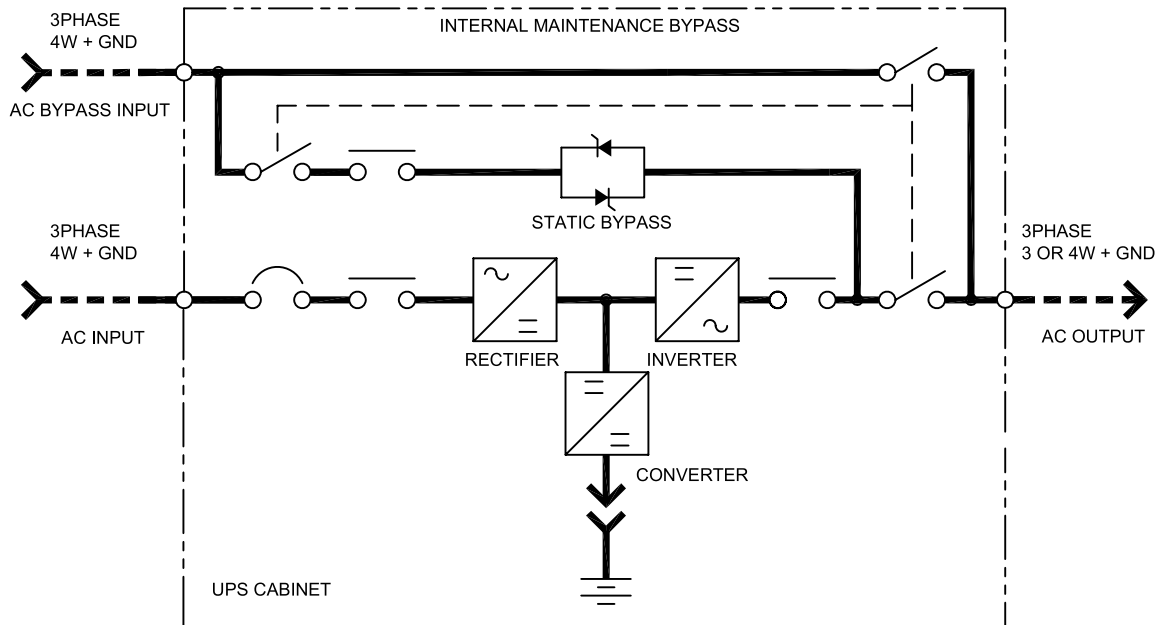 3PHASE
4W + GND
INTERNAL MAINTENANCE BYPASS
AC BYPASS INPUT
STATIC BYPASS
3PHASE
4W + GND
3PHASE
3 OR 4W + GND
AC INPUT
RECTIFIER
INVERTER
AC OUTPUT
CONVERTER
UPS CABINET